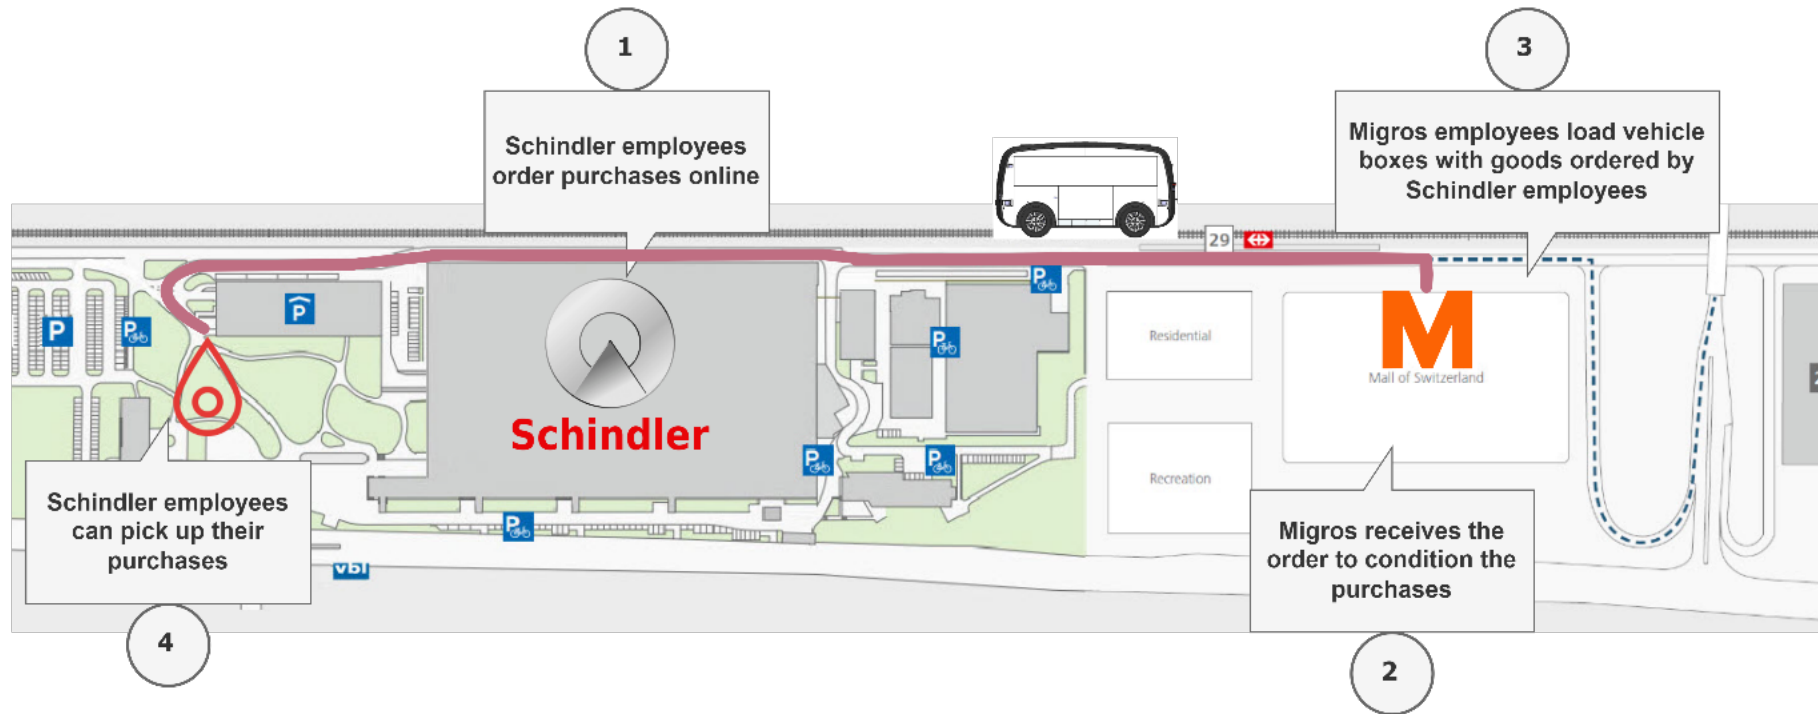 1
Schindler employees
order purchases online
3
Migros employees load vehicle
boxes with goods ordered by
Schindler employees
29
P
P
P
P
P
P
P
P
Schindler
Residential
Recreation
M
Mall of Switzerland
vbl
Schindler employees
can pick up their
purchases
4
Migros receives the
order to condition the
purchases
2